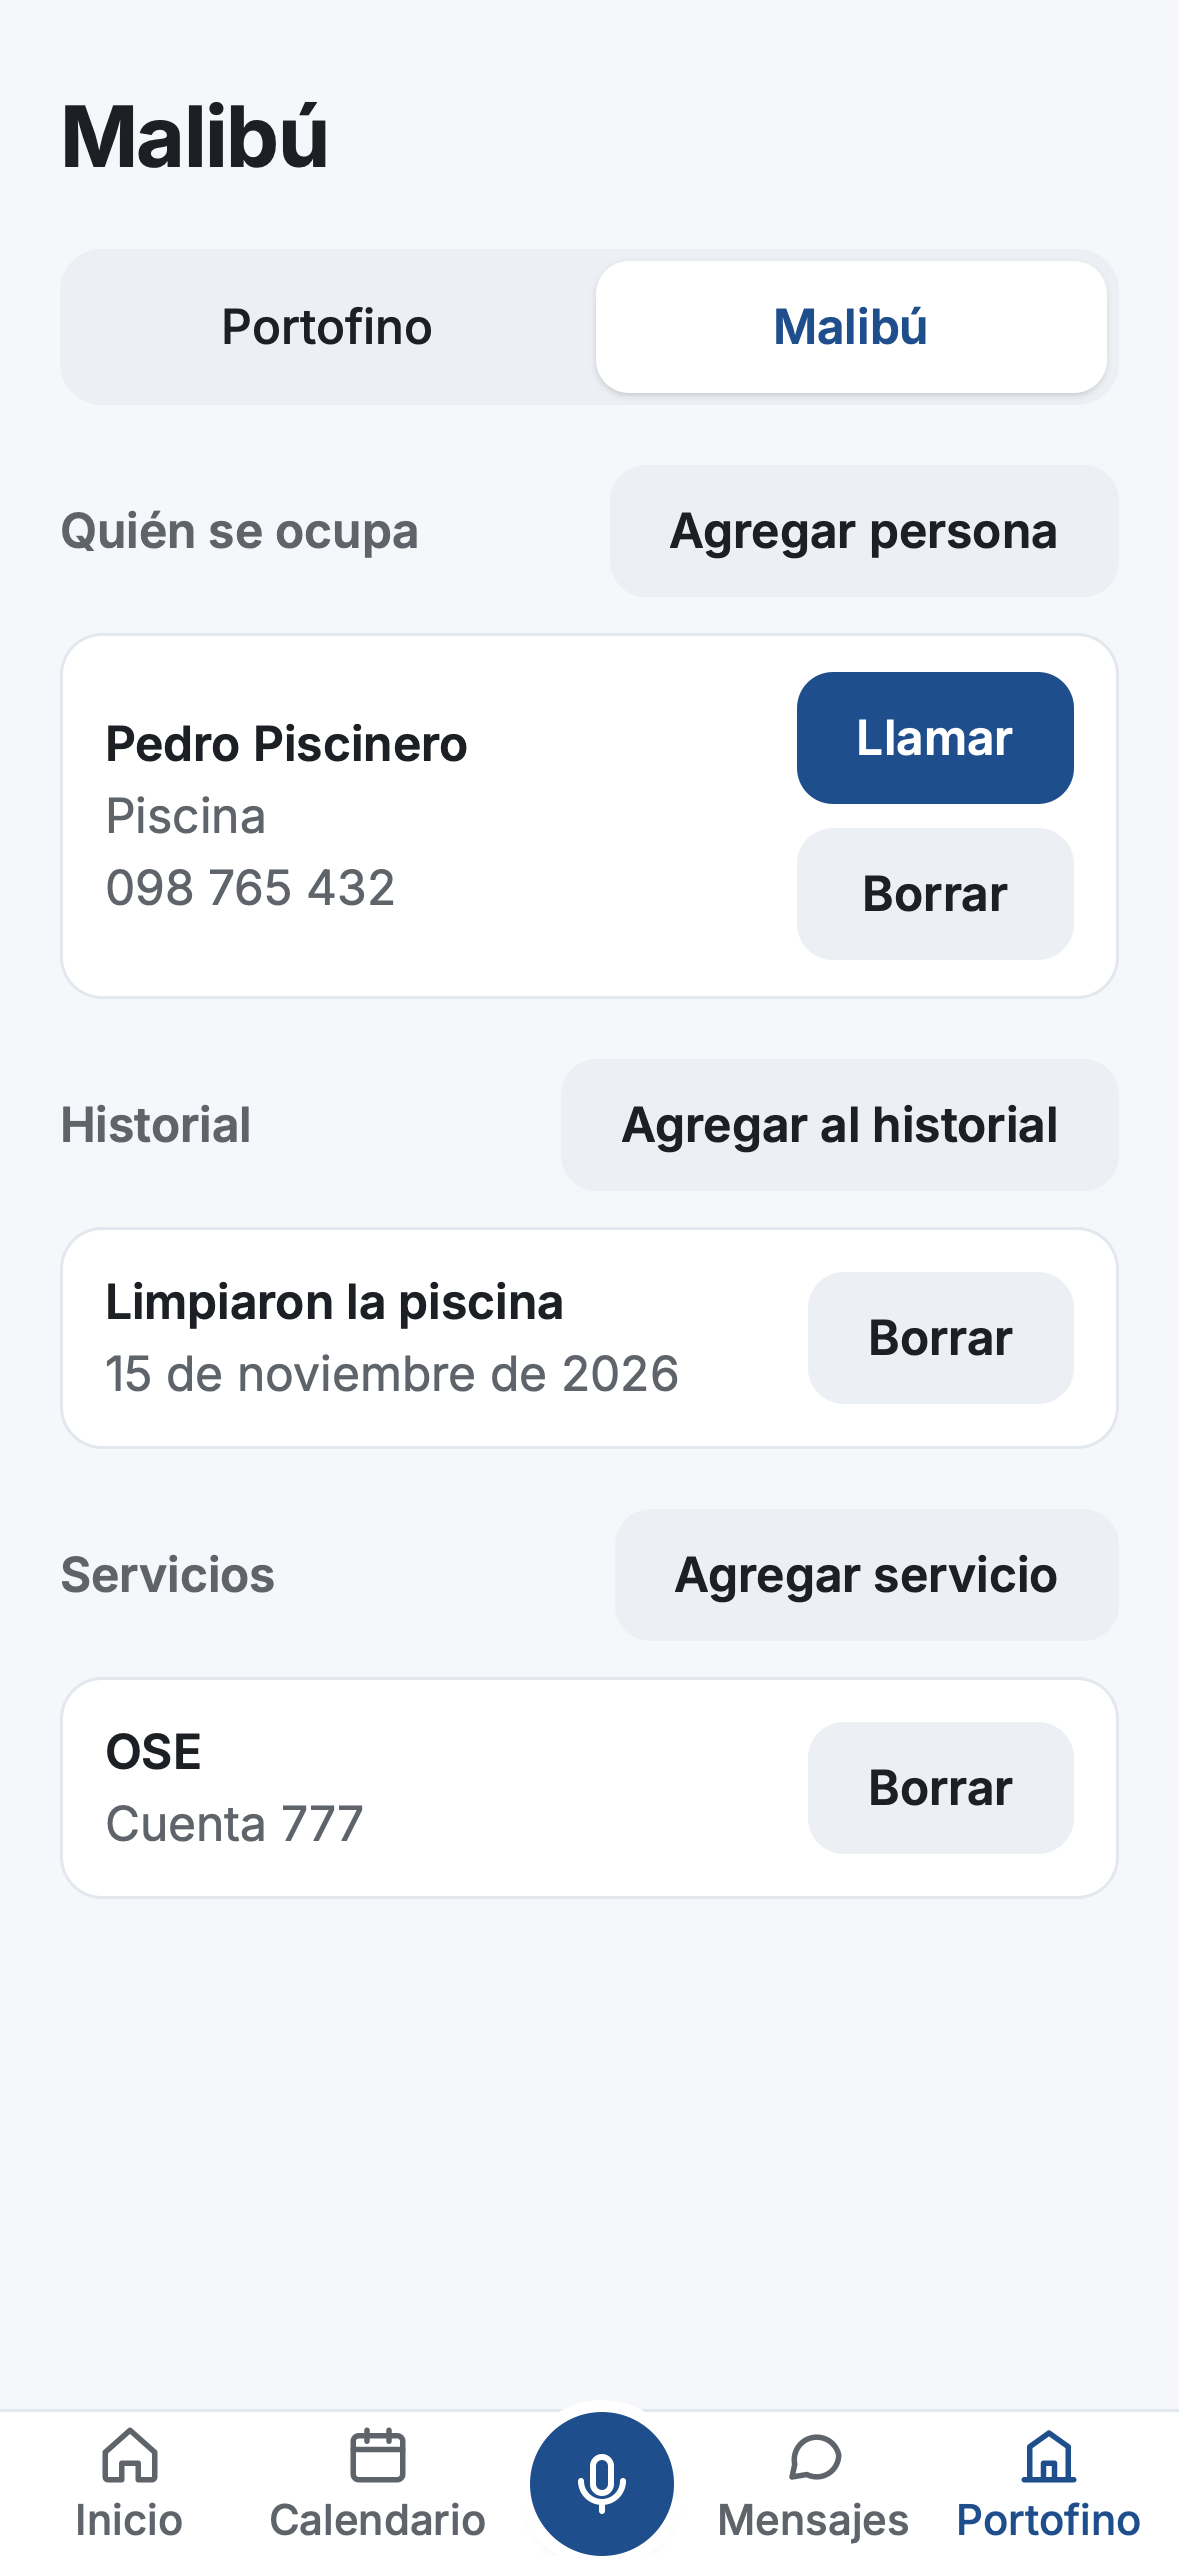 Malibú
Portofino
Malibú
Quién se ocupa
Agregar persona
Pedro Piscinero
Piscina
098 765 432
Llamar
Borrar
Historial
Agregar al historial
Limpiaron la piscina
15 de noviembre de 2026
Borrar
Servicios
Agregar servicio
OSE
Cuenta 777
Borrar
Inicio
Calendario
Mensajes
Portofino